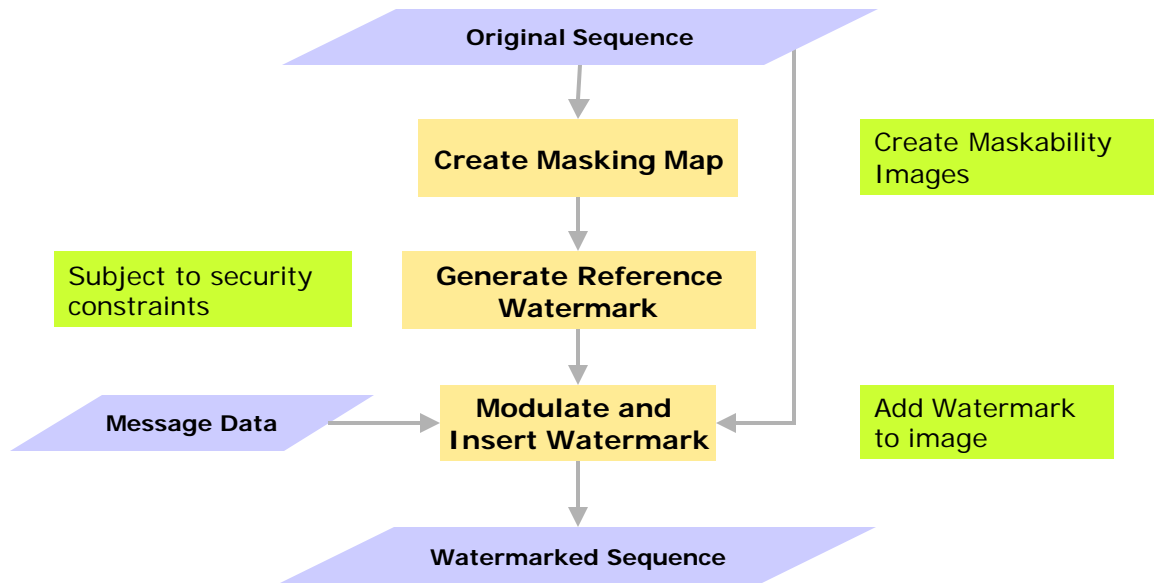 Original Sequence
Create Masking Map
Create Maskability
Images
Subject to security
constraints
Generate Reference
Watermark
Message Data
Modulate and
Insert Watermark
Add Watermark
to image
Watermarked Sequence